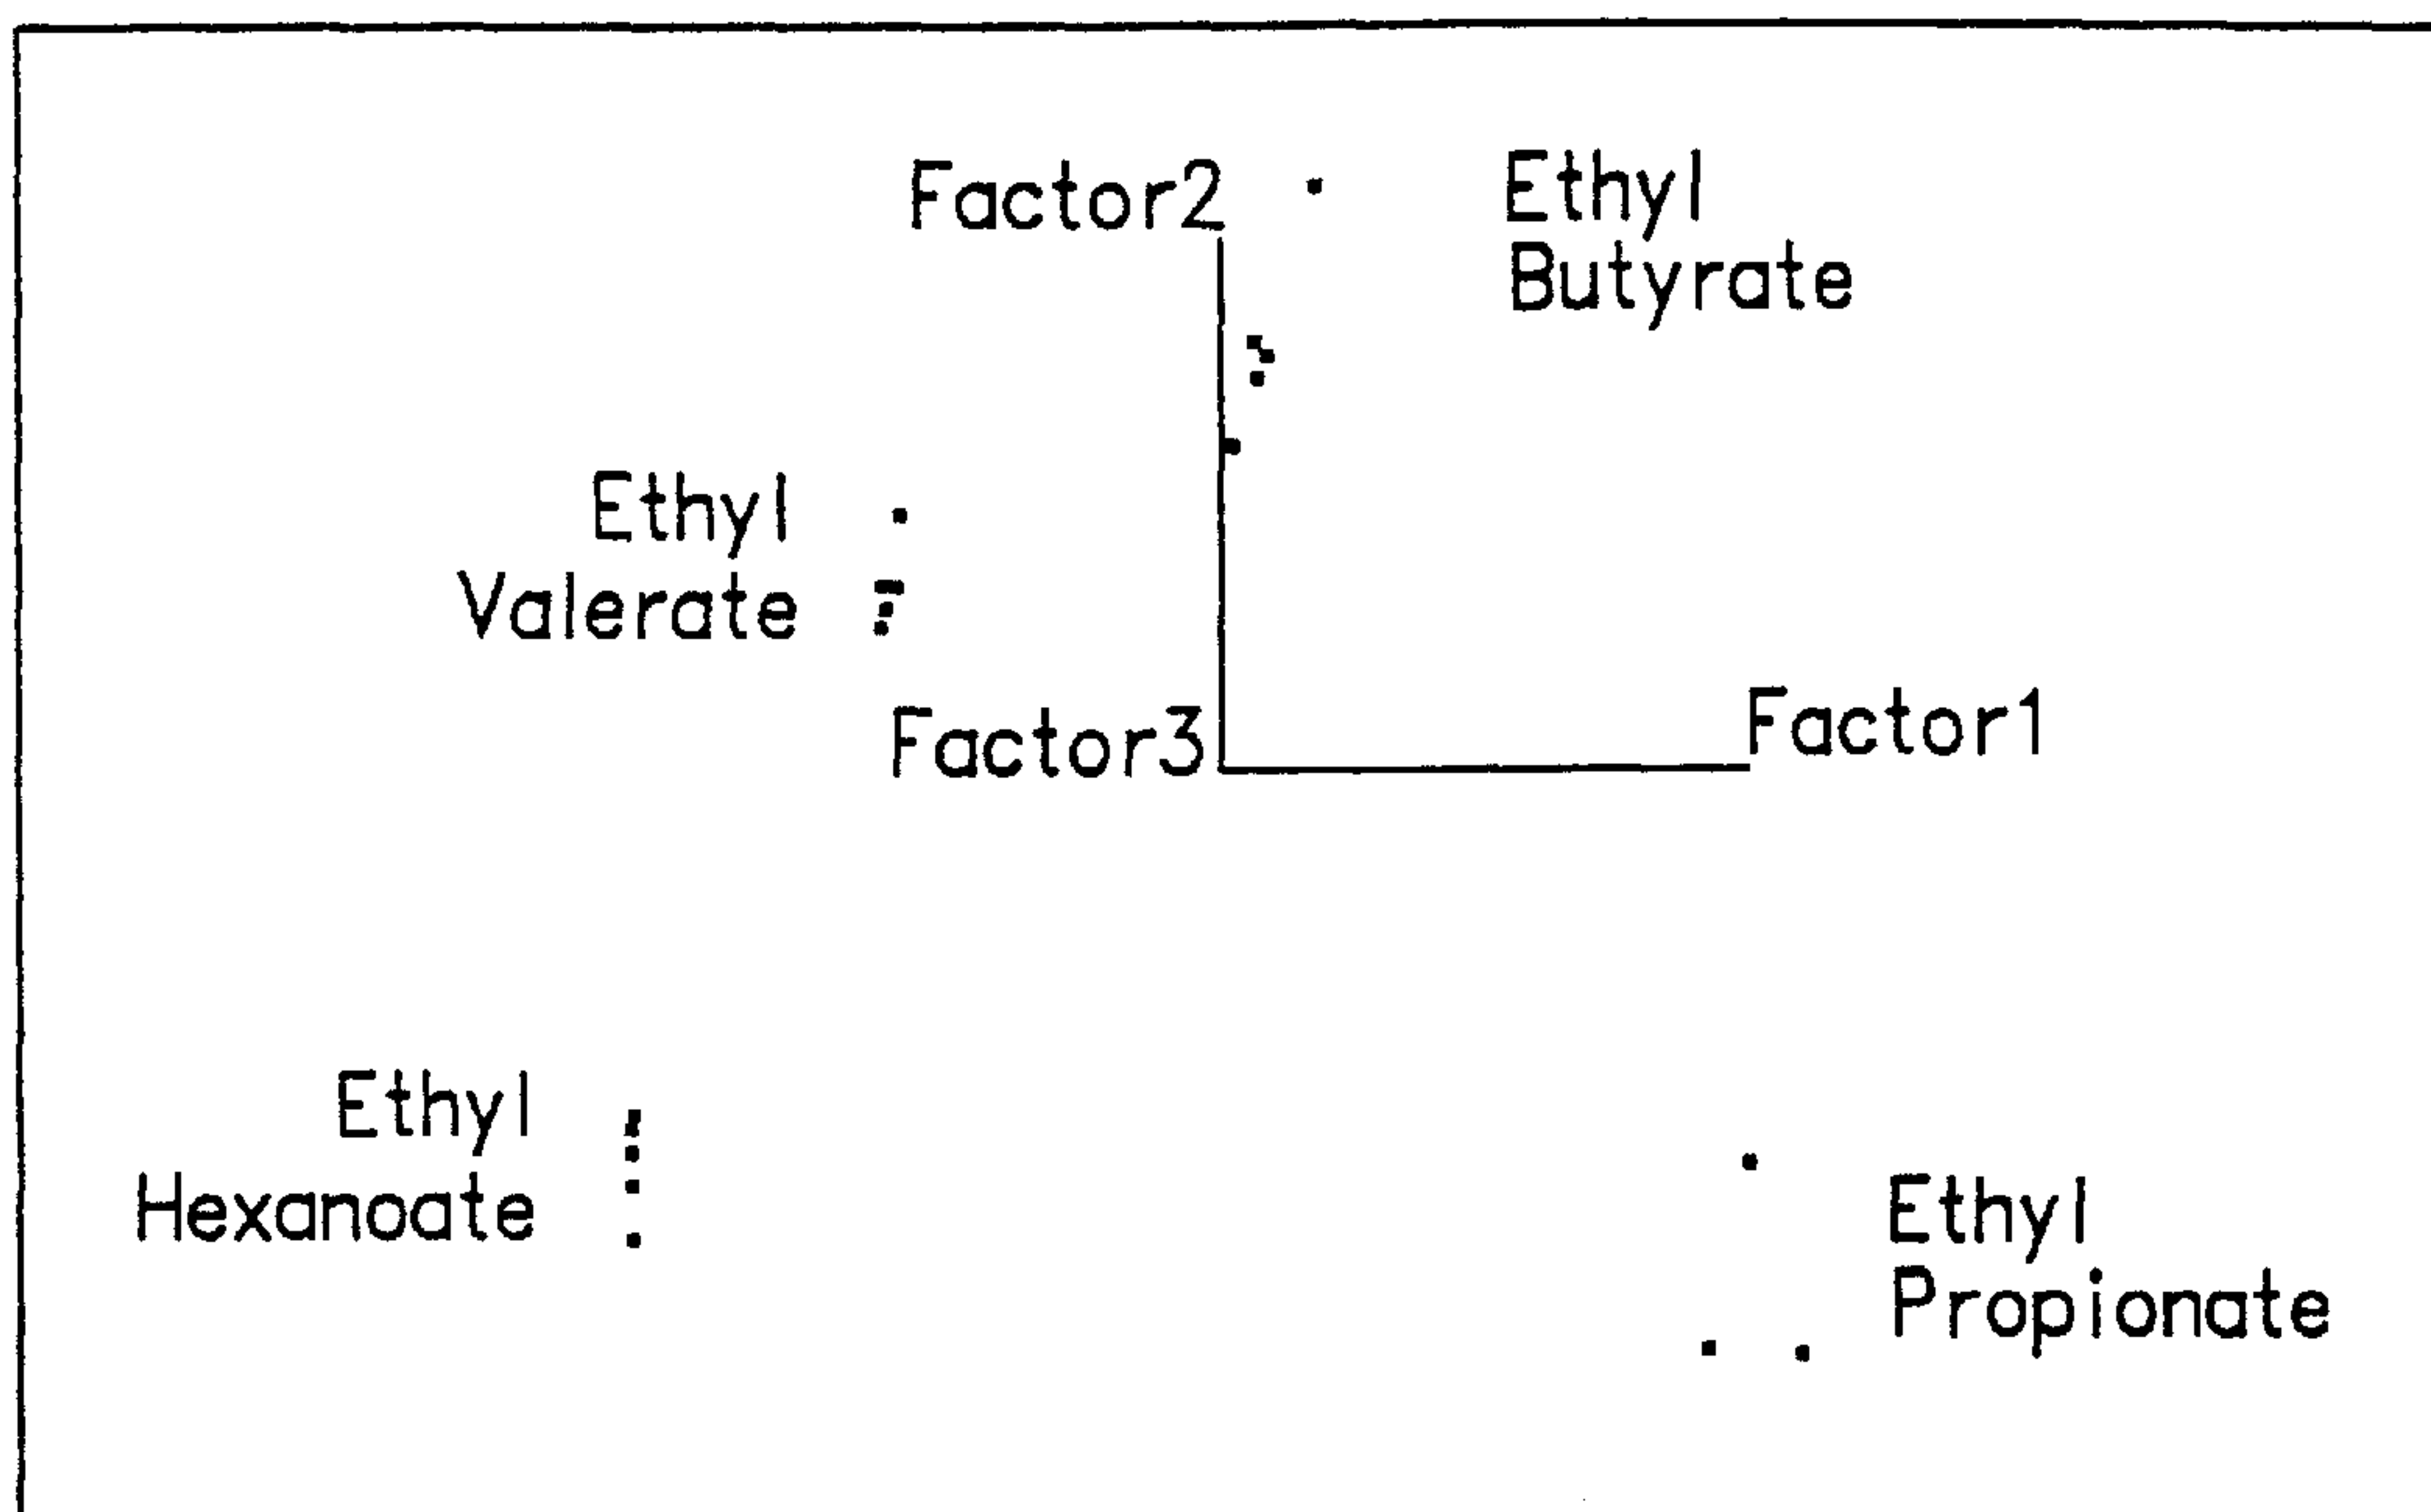 Factor2
Ethyl
Butyrate
Ethyl
Valerate
Factor3
Factor1
Ethyl
Hexanoate
Ethyl
Propionate